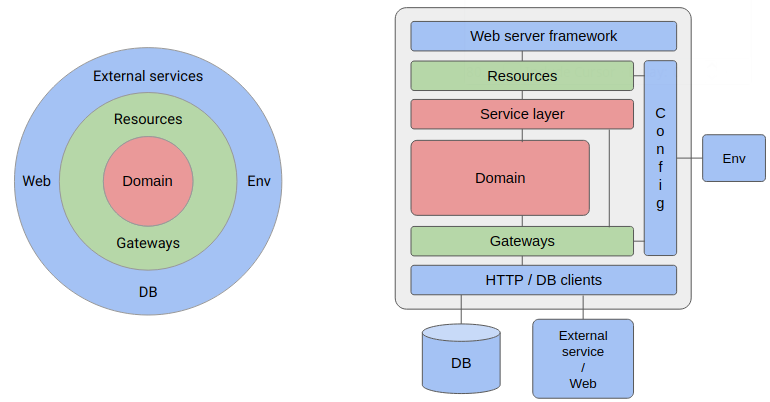 External services
Resources
Web
Domain
Env
Gateways
DB
Web server framework
Resources
Service layer
Domain
Gateways
HTTP / DB clients
C
o
n
f
i
g
Env
DB
External
service
/
Web